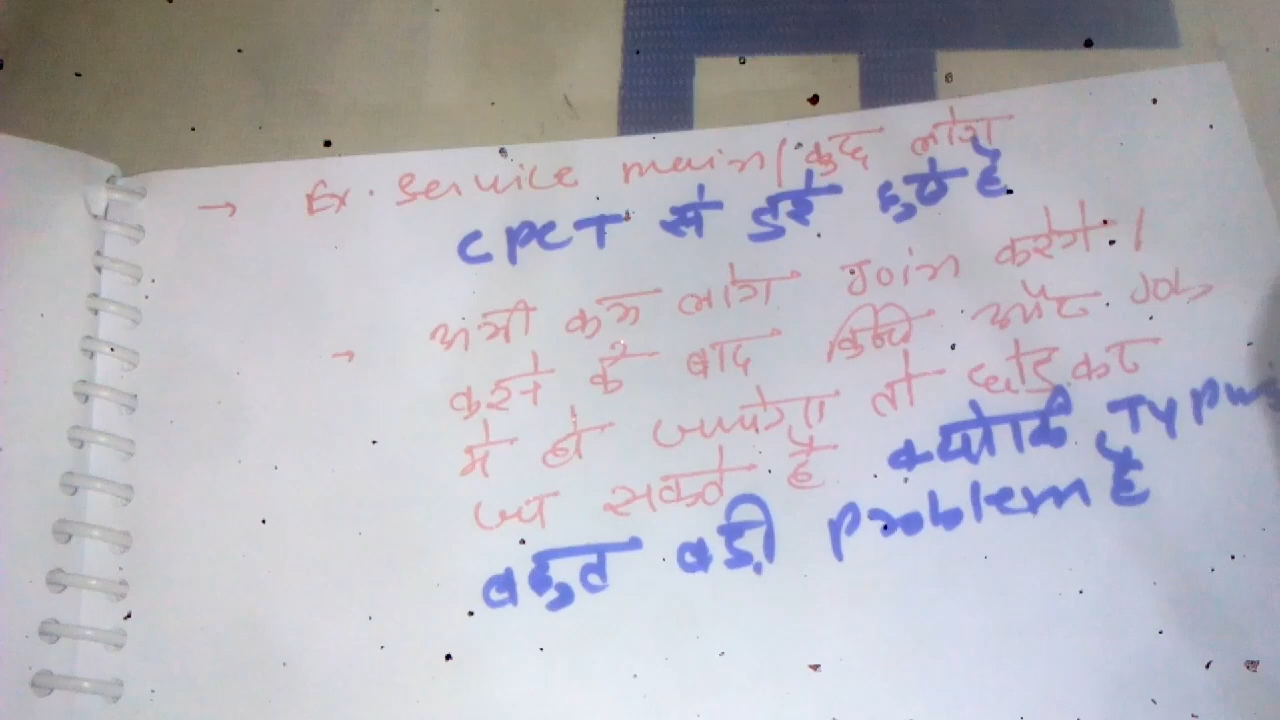 → Ex. Service main/ कुछ लोग
CPCT से डरे हुऐ है
अभी कम लोग Join करेंगे।
→ करने के बाद किन्ही और Job
मे हो जायेगा तो छोड़कर
जा सकते है क्योकि Typing
बहुत बड़ी problem है